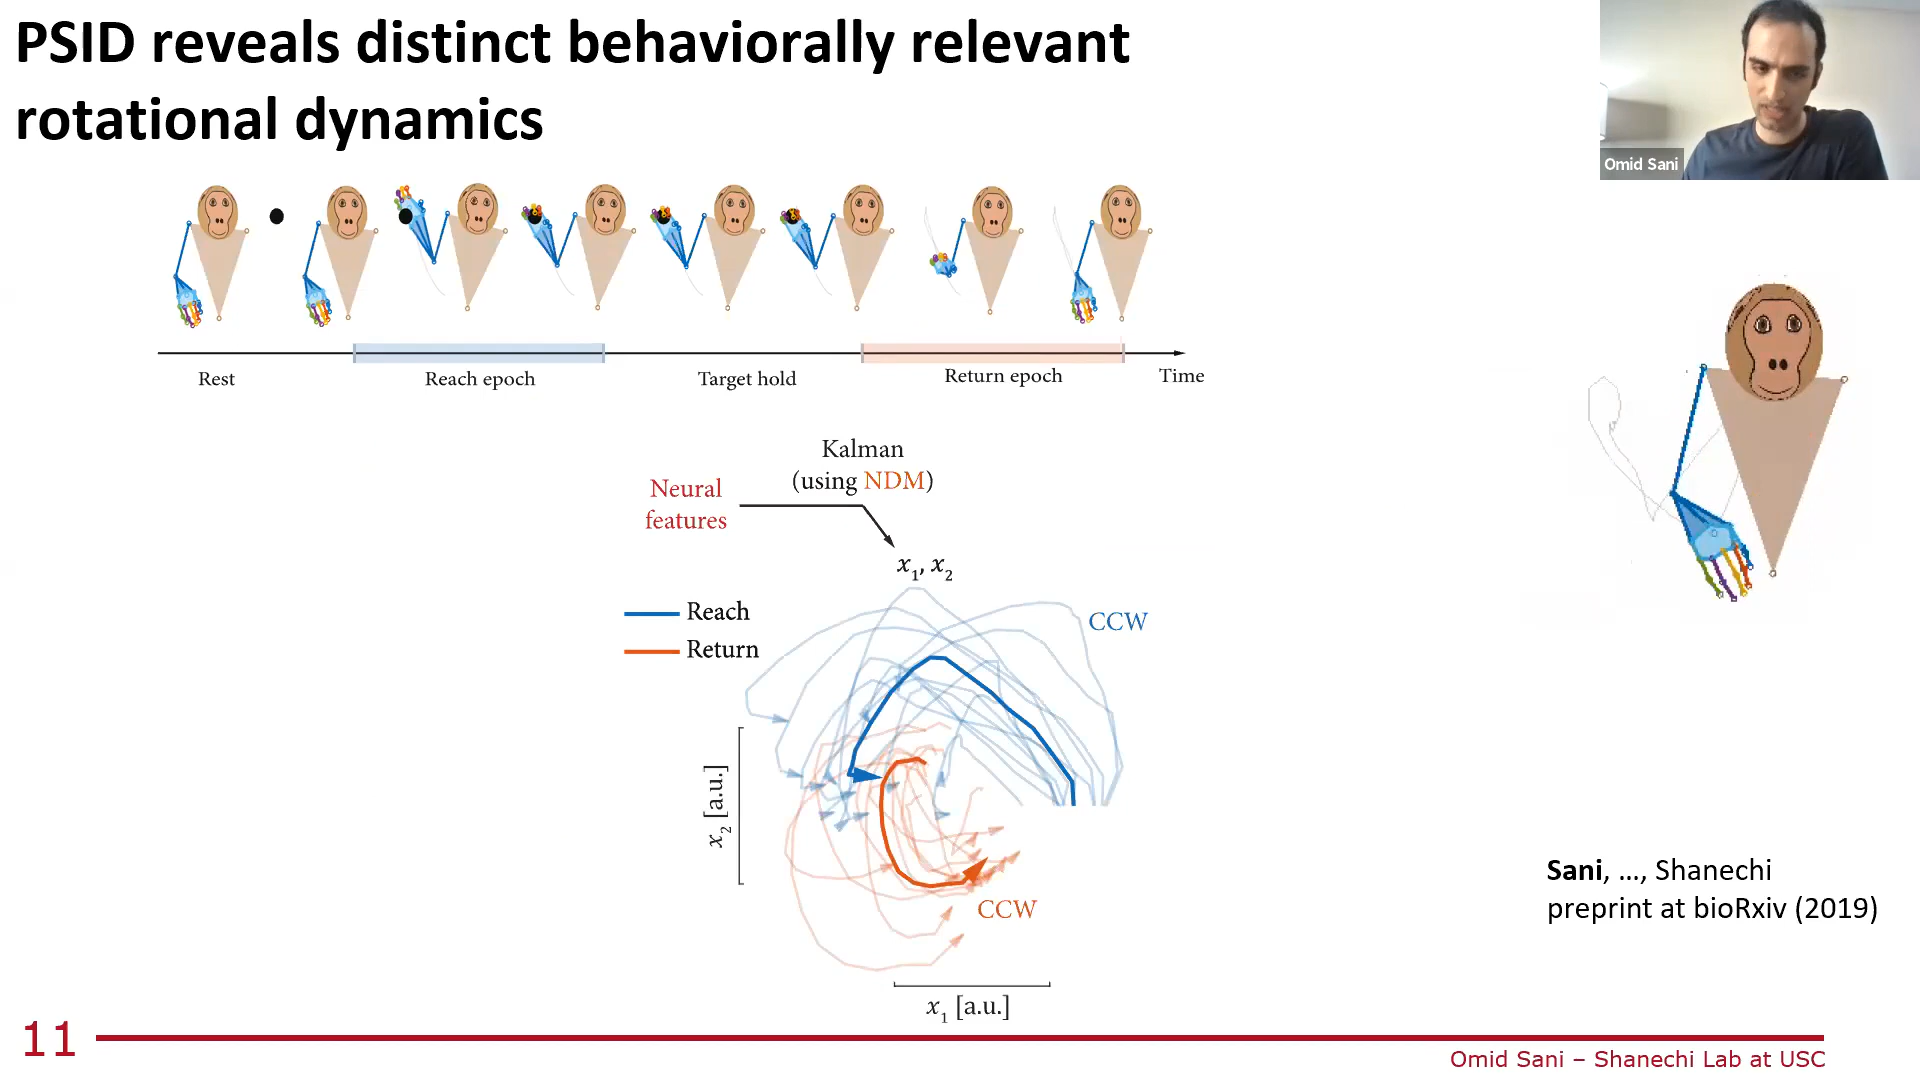 PSID reveals distinct behaviorally relevant
rotational dynamics
Omid Sani
Rest
Reach epoch
Target hold
Return epoch
Time
Kalman
(using NDM)
Neural
features
x₁, x₂
Reach
Return
CCW
x₂ [a.u.]
CCW
x₁ [a.u.]
Sani, ..., Shanechi
preprint at bioRxiv (2019)
11
Omid Sani – Shanechi Lab at USC